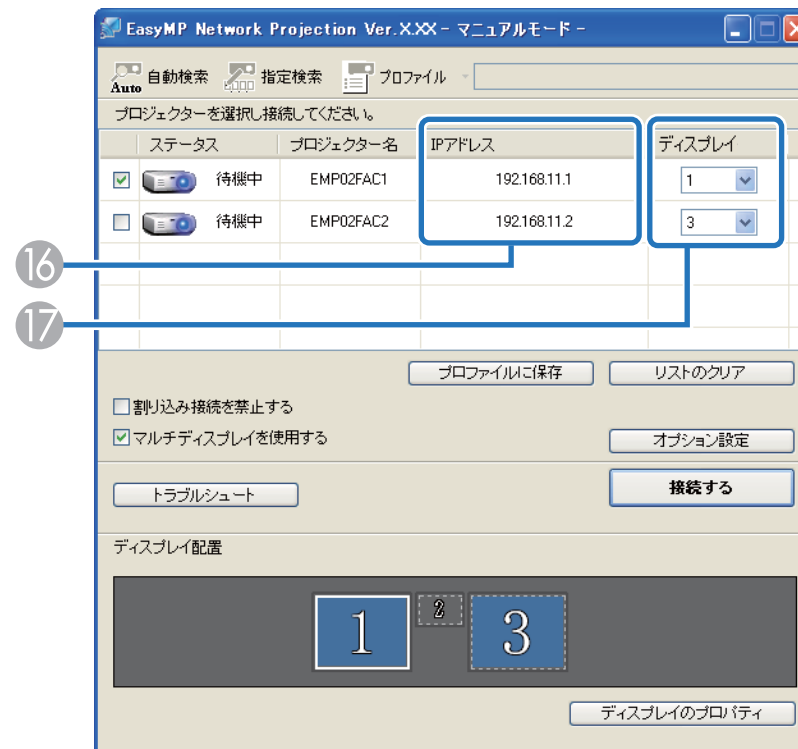 EasyMP Network Projection Ver.X.XX - マニュアルモード -
Auto 自動検索 指定検索 プロファイル
プロジェクターを選択し接続してください。
ステータス プロジェクター名 IPアドレス ディスプレイ
待機中 EMP02FAC1 192.168.11.1 1
待機中 EMP02FAC2 192.168.11.2 3
16
17
プロファイルに保存 リストのクリア
割り込み接続を禁止する
マルチディスプレイを使用する オプション設定
トラブルシュート 接続する
ディスプレイ配置
1 2 3
ディスプレイのプロパティ